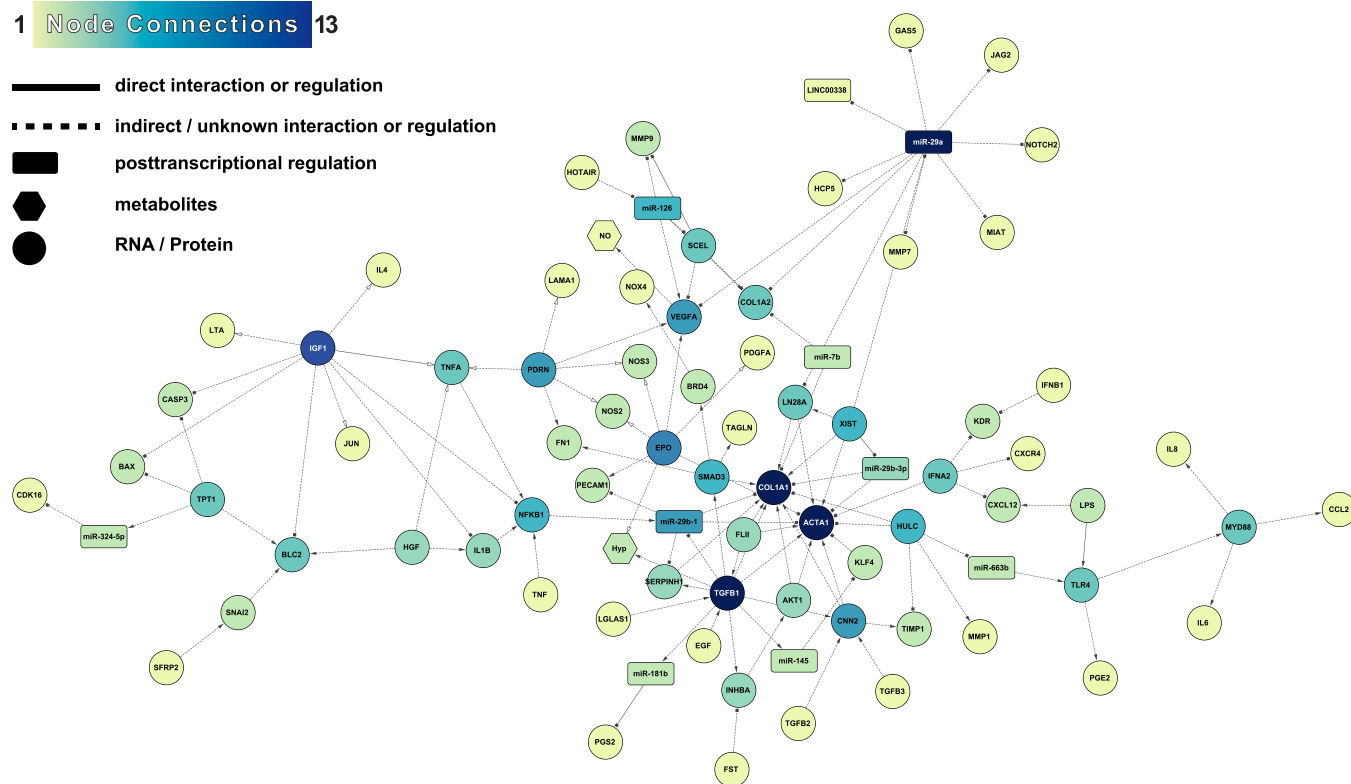 1 Node Connections 13
direct interaction or regulation
indirect / unknown interaction or regulation
posttranscriptional regulation
metabolites
RNA / Protein
GAS5
JAG2
LINC00338
MMP9
miR-29a
NOTCH2
HOTAIR
HCP5
miR-126
MIAT
NO
SCEL
MMP7
IL4
LAMA1
NOX4
COL1A2
LTA
VEGFA
IGF1
PDGFA
miR-7b
TNFA
PDRN
NOS3
BRD4
IFNB1
CASP3
LN28A
NOS2
KDR
XIST
TAGLN
JUN
FN1
EPO
IL8
CXCR4
BAX
miR-29b-3p
SMAD3
IFNA2
PECAM1
COL1A1
CDK16
TPT1
CXCL12
LPS
CCL2
NFKB1
miR-29b-1
ACTA1
HULC
MYD88
miR-324-5p
FLII
BLC2
HGF
IL1B
Hyp
KLF4
miR-663b
SERPINH1
TLR4
TNF
TGFB1
AKT1
SNAI2
LGLAS1
CNN2
TIMP1
IL6
MMP1
EGF
SFRP2
miR-181b
miR-145
PGE2
INHBA
TGFB3
TGFB2
PGS2
FST